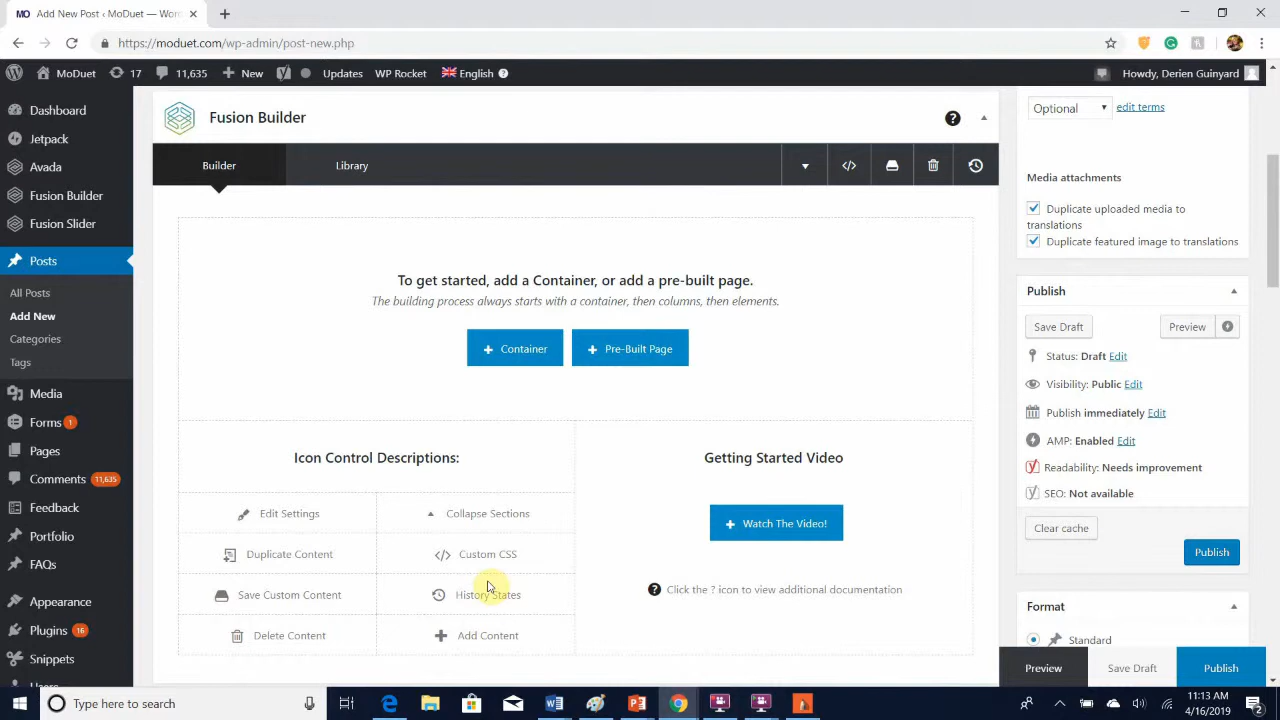 MO Add New Post ‹ MoDuet — Wor
https://moduet.com/wp-admin/post-new.php
MoDuet
17
11,635
New
Updates
WP Rocket
English
Howdy, Derien Guinyard
Dashboard
Jetpack
Avada
Fusion Builder
Fusion Slider
Posts
All Posts
Add New
Categories
Tags
Media
Forms 1
Pages
Comments 11,635
Feedback
Portfolio
FAQs
Appearance
Plugins 16
Snippets
Fusion Builder
Builder
Library
To get started, add a Container, or add a pre-built page.
The building process always starts with a container, then columns, then elements.
Container
Pre-Built Page
Icon Control Descriptions:
Edit Settings
Collapse Sections
Duplicate Content
Custom CSS
Save Custom Content
History States
Delete Content
Add Content
Getting Started Video
Watch The Video!
Click the ? icon to view additional documentation
Optional
edit terms
Media attachments
Duplicate uploaded media to
translations
Duplicate featured image to translations
Publish
Save Draft
Preview
Status: Draft Edit
Visibility: Public Edit
Publish immediately Edit
AMP: Enabled Edit
Readability: Needs improvement
SEO: Not available
Clear cache
Publish
Format
Standard
Preview
Save Draft
Publish
Type here to search
11:13 AM
4/16/2019
2